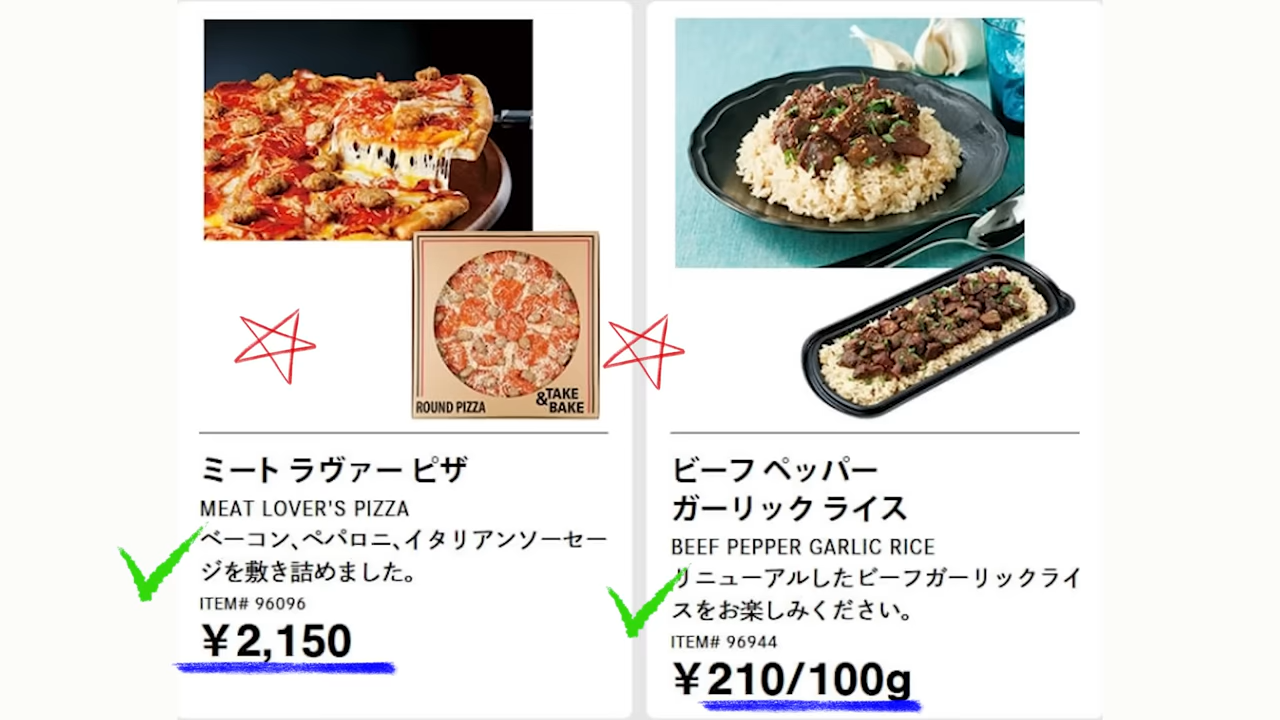 ROUND PIZZA
&TAKE
BAKE
ミート ラヴァー ピザ
MEAT LOVER'S PIZZA
ベーコン、ペパロニ、イタリアンソーセー
ジを敷き詰めました。
ITEM# 96096
￥2,150
ビーフ ペッパー
ガーリック ライス
BEEF PEPPER GARLIC RICE
リニューアルしたビーフガーリックライ
スをお楽しみください。
ITEM# 96944
￥210/100g